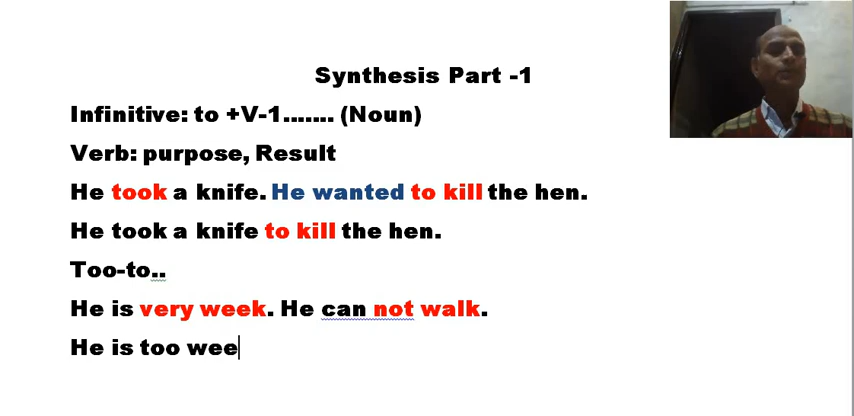 Synthesis Part -1
Infinitive: to +V-1....... (Noun)
Verb: purpose, Result
He took a knife. He wanted to kill the hen.
He took a knife to kill the hen.
Too-to..
He is very week. He can not walk.
He is too wee